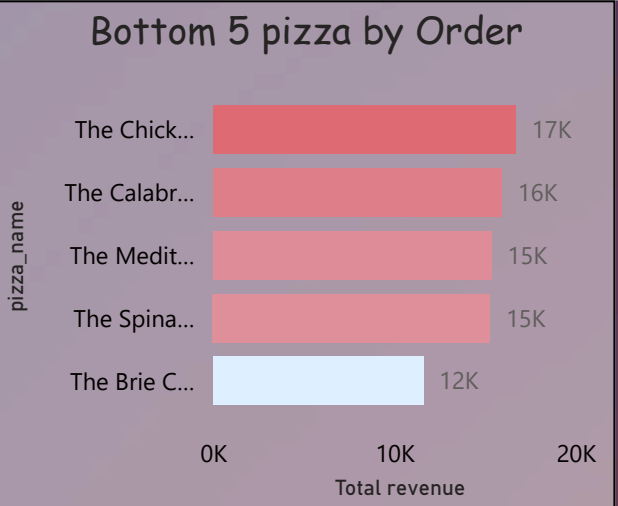 Bottom 5 pizza by Order
pizza_name
The Chick... 17K
The Calabr... 16K
The Medit... 15K
The Spina... 15K
The Brie C... 12K
0K 10K 20K
Total revenue